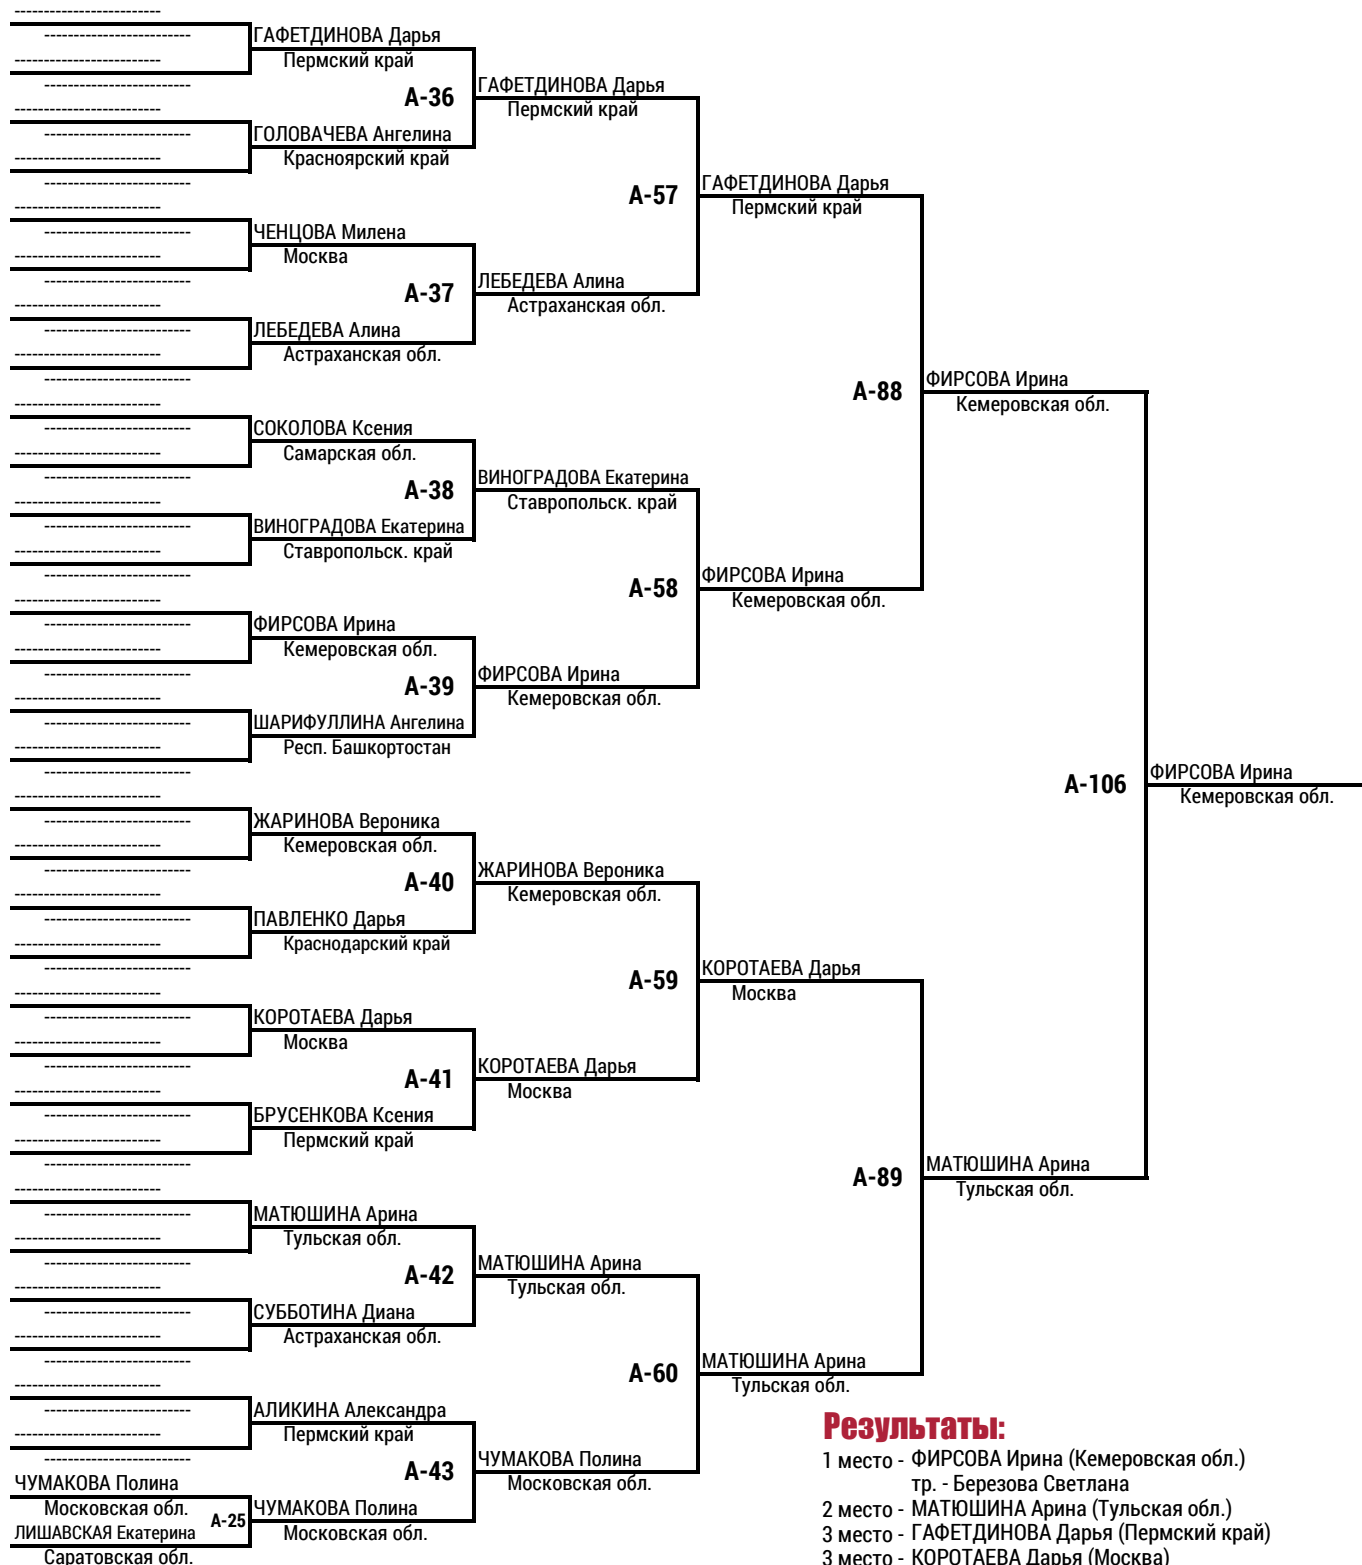 ГАФЕТДИНОВА Дарья
Пермский край
А-36
ГОЛОВАЧЕВА Ангелина
Красноярский край
ЧЕНЦОВА Милена
Москва
А-37
ЛЕБЕДЕВА Алина
Астраханская обл.
СОКОЛОВА Ксения
Самарская обл.
А-38
ВИНОГРАДОВА Екатерина
Ставропольск. край
ФИРСОВА Ирина
Кемеровская обл.
А-39
ШАРИФУЛЛИНА Ангелина
Респ. Башкортостан
ЖАРИНОВА Вероника
Кемеровская обл.
А-40
ПАВЛЕНКО Дарья
Краснодарский край
КОРОТАЕВА Дарья
Москва
А-41
БРУСЕНКОВА Ксения
Пермский край
МАТЮШИНА Арина
Тульская обл.
А-42
СУББОТИНА Диана
Астраханская обл.
АЛИКИНА Александра
Пермский край
А-43
ЧУМАКОВА Полина
Московская обл.
ЛИШАВСКАЯ Екатерина
Саратовская обл.
А-25
ЧУМАКОВА Полина
Московская обл.
ГАФЕТДИНОВА Дарья
Пермский край
А-57
ЛЕБЕДЕВА Алина
Астраханская обл.
ВИНОГРАДОВА Екатерина
Ставропольск. край
А-58
ФИРСОВА Ирина
Кемеровская обл.
ЖАРИНОВА Вероника
Кемеровская обл.
А-59
КОРОТАЕВА Дарья
Москва
МАТЮШИНА Арина
Тульская обл.
А-60
ЧУМАКОВА Полина
Московская обл.
ГАФЕТДИНОВА Дарья
Пермский край
А-88
ФИРСОВА Ирина
Кемеровская обл.
КОРОТАЕВА Дарья
Москва
А-89
МАТЮШИНА Арина
Тульская обл.
ФИРСОВА Ирина
Кемеровская обл.
А-106
МАТЮШИНА Арина
Тульская обл.
ФИРСОВА Ирина
Кемеровская обл.
Результаты:
1 место - ФИРСОВА Ирина (Кемеровская обл.)
тр. - Березова Светлана
2 место - МАТЮШИНА Арина (Тульская обл.)
3 место - ГАФЕТДИНОВА Дарья (Пермский край)
3 место - КОРОТАЕВА Дарья (Москва)